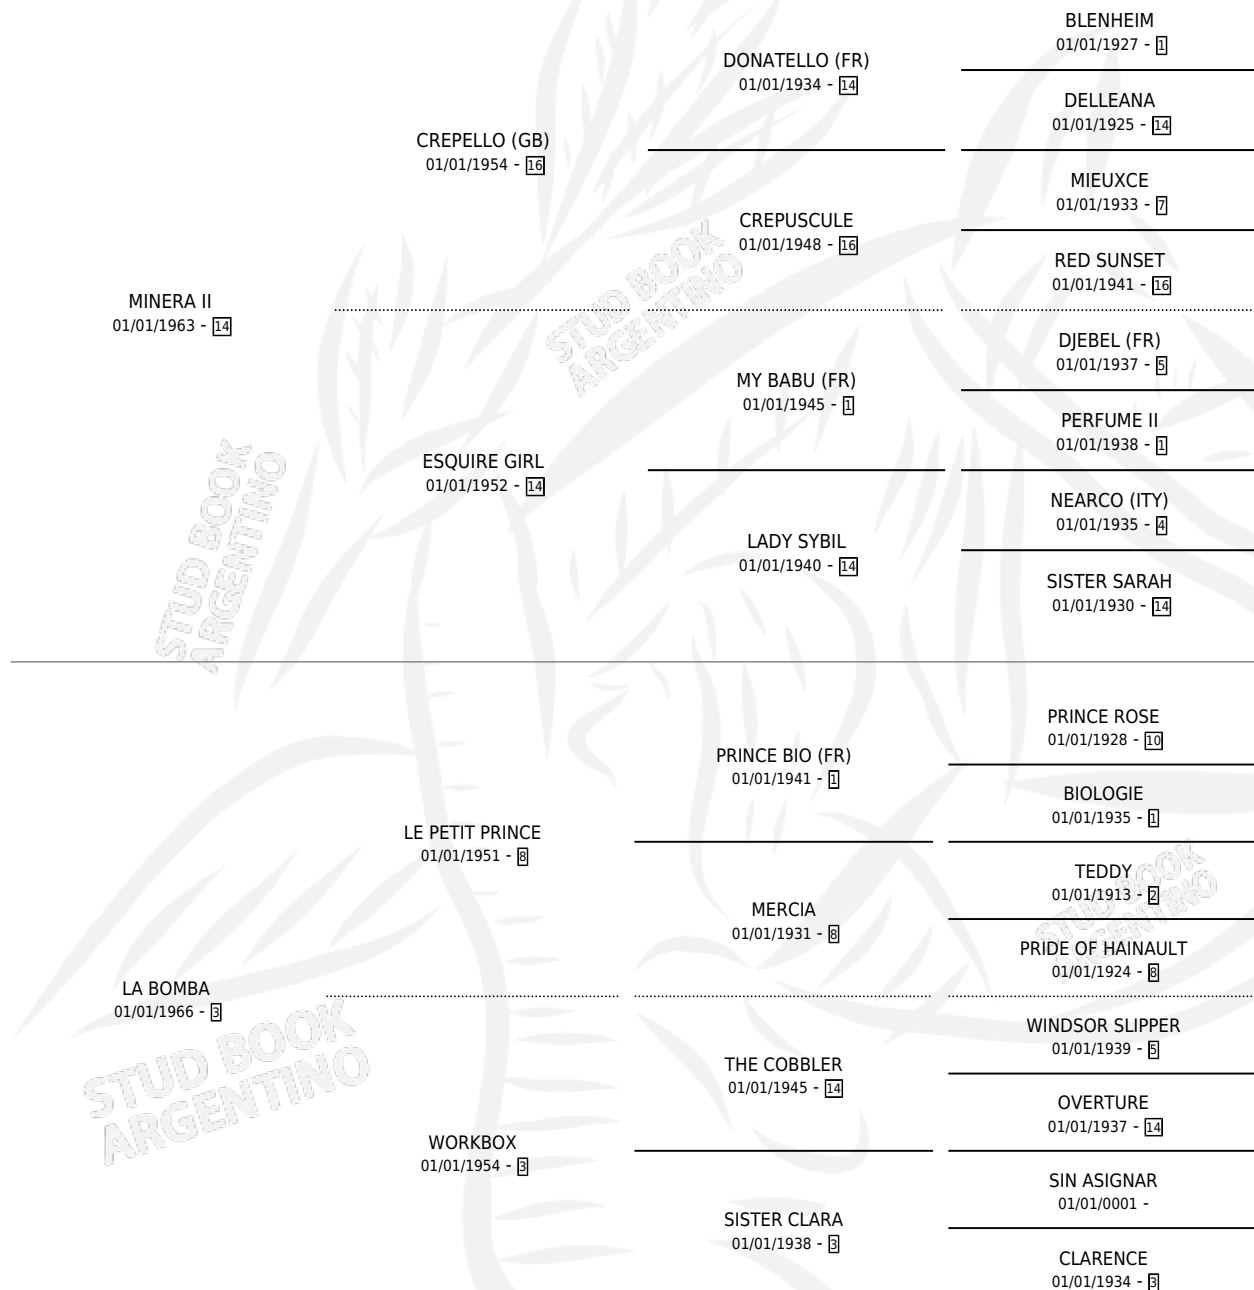 BLENHEIM
01/01/1927 - 1
DONATELLO (FR)
01/01/1934 - 14
DELLEANA
01/01/1925 - 14
CREPELLO (GB)
01/01/1954 - 16
MIEUXCE
01/01/1933 - 7
CREPUSCULE
01/01/1948 - 16
RED SUNSET
01/01/1941 - 16
MINERA II
01/01/1963 - 14
STUD BOOK
ARGENTINO
DJEBEL (FR)
01/01/1937 - 5
MY BABU (FR)
01/01/1945 - 1
PERFUME II
01/01/1938 - 1
ESQUIRE GIRL
01/01/1952 - 14
NEARCO (ITY)
01/01/1935 - 4
LADY SYBIL
01/01/1940 - 14
SISTER SARAH
01/01/1930 - 14
STUD BOOK
ARGENTINO
PRINCE ROSE
01/01/1928 - 10
PRINCE BIO (FR)
01/01/1941 - 1
BIOLOGIE
01/01/1935 - 1
LE PETIT PRINCE
01/01/1951 - 8
TEDDY
01/01/1913 - 2
STUD BOOK
ARGENTINO
MERCIA
01/01/1931 - 8
PRIDE OF HAINAULT
01/01/1924 - 8
LA BOMBA
01/01/1966 - 3
STUD BOOK
ARGENTINO
WINDSOR SLIPPER
01/01/1939 - 5
THE COBBLER
01/01/1945 - 14
OVERTURE
01/01/1937 - 14
WORKBOX
01/01/1954 - 3
SIN ASIGNAR
01/01/0001 -
SISTER CLARA
01/01/1938 - 3
CLARENCE
01/01/1934 - 3